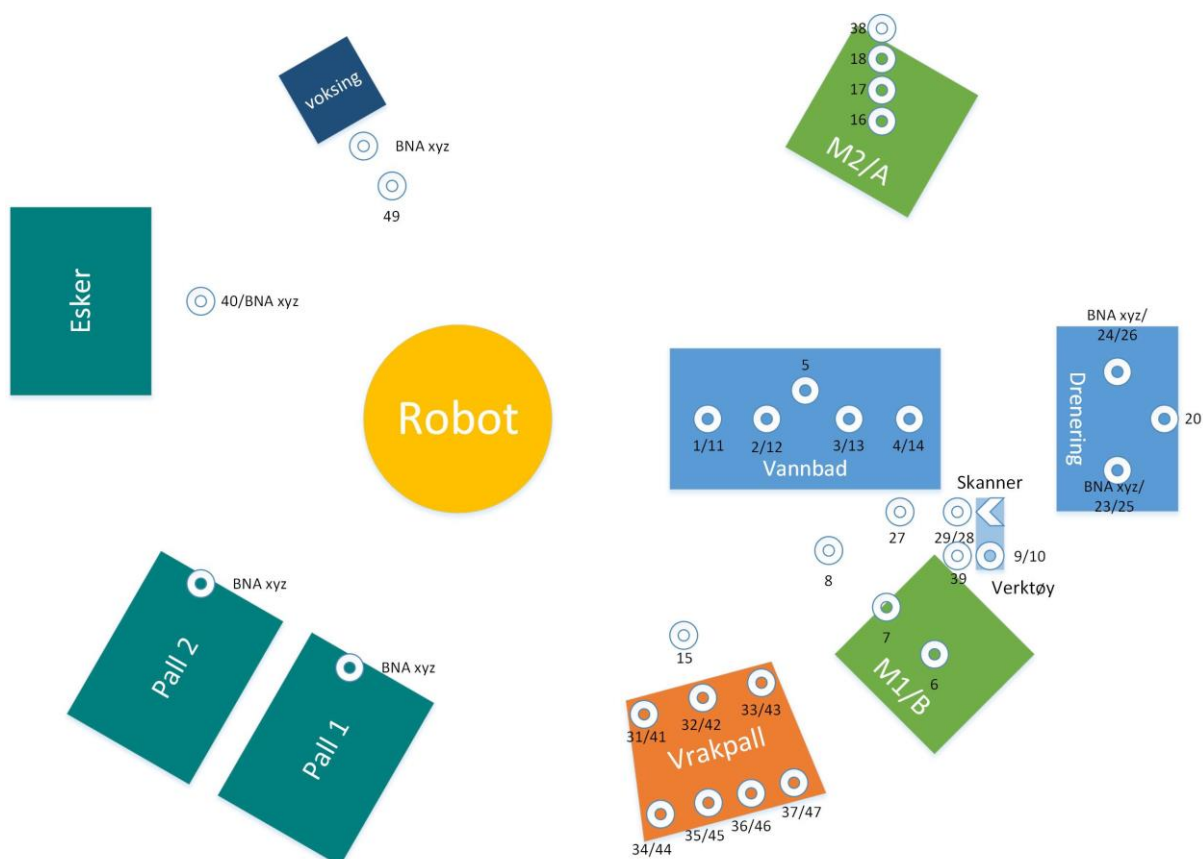 38
18
17
16
M2/A
voksing
BNA xyz
49
Esker
40/BNA xyz
Robot
5
1/11
2/12
3/13
4/14
Vannbad
BNA xyz/
24/26
Drenering
20
BNA xyz/
23/25
Skanner
27
29/28
8
39
9/10
Verktøy
7
6
M1/B
BNA xyz
Pall 2
BNA xyz
Pall 1
15
31/41
32/42
33/43
Vrakpall
34/44
35/45
36/46
37/47